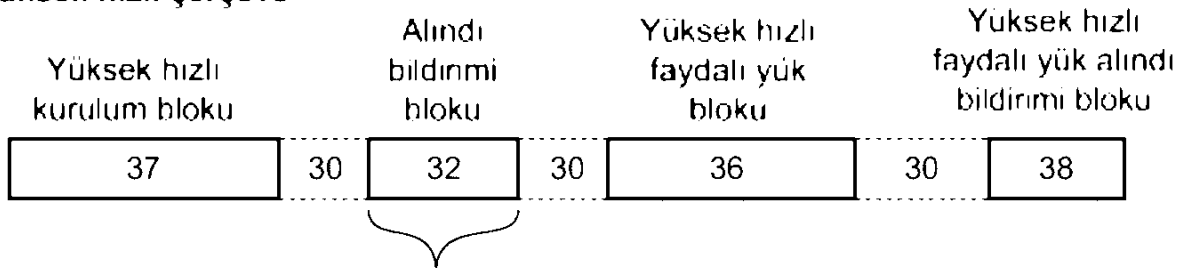 Alındı
bildirimi
bloku
Yüksek hızlı
kurulum bloku
Yüksek hızlı
faydalı yük
bloku
Yüksek hızlı
faydalı yük alındı
bildirimi bloku
37 30 32 30 36 30 38